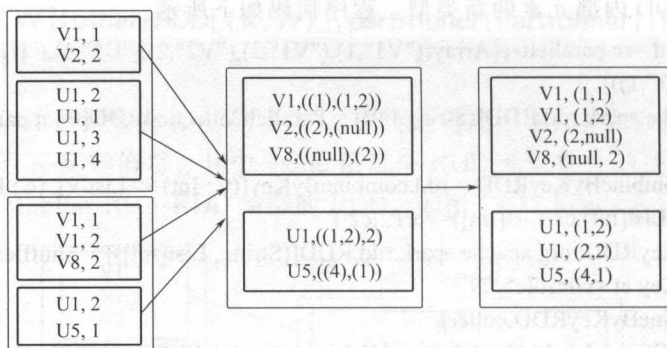 V1, 1
V2, 2
U1, 2
U1, 3
U1, 4
V1, 1
V1, 2
V8, 2
U1, 2
U5, 1
V1,((1),(1,2))
V2,((2),(null))
V8,((null),(2))
U1,((1,2),2)
U5,((4),(1))
V1, (1,1)
V1, (1,2)
V2, (2,null)
V8, (null, 2)
U1, (1,2)
U1, (2,2)
U5, (4,1)